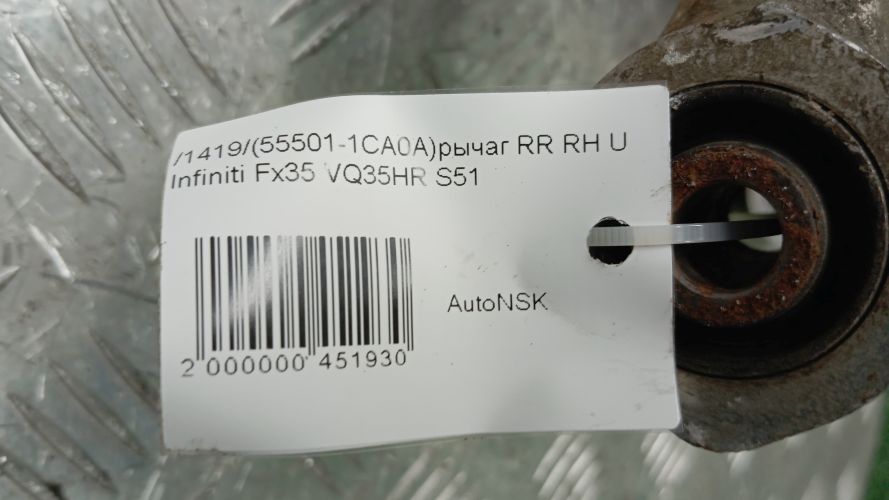 /1419/(55501-1CA0A)рычаг RR RH U
Infiniti Fx35 VQ35HR S51
AutoNSK
2 000000 451930